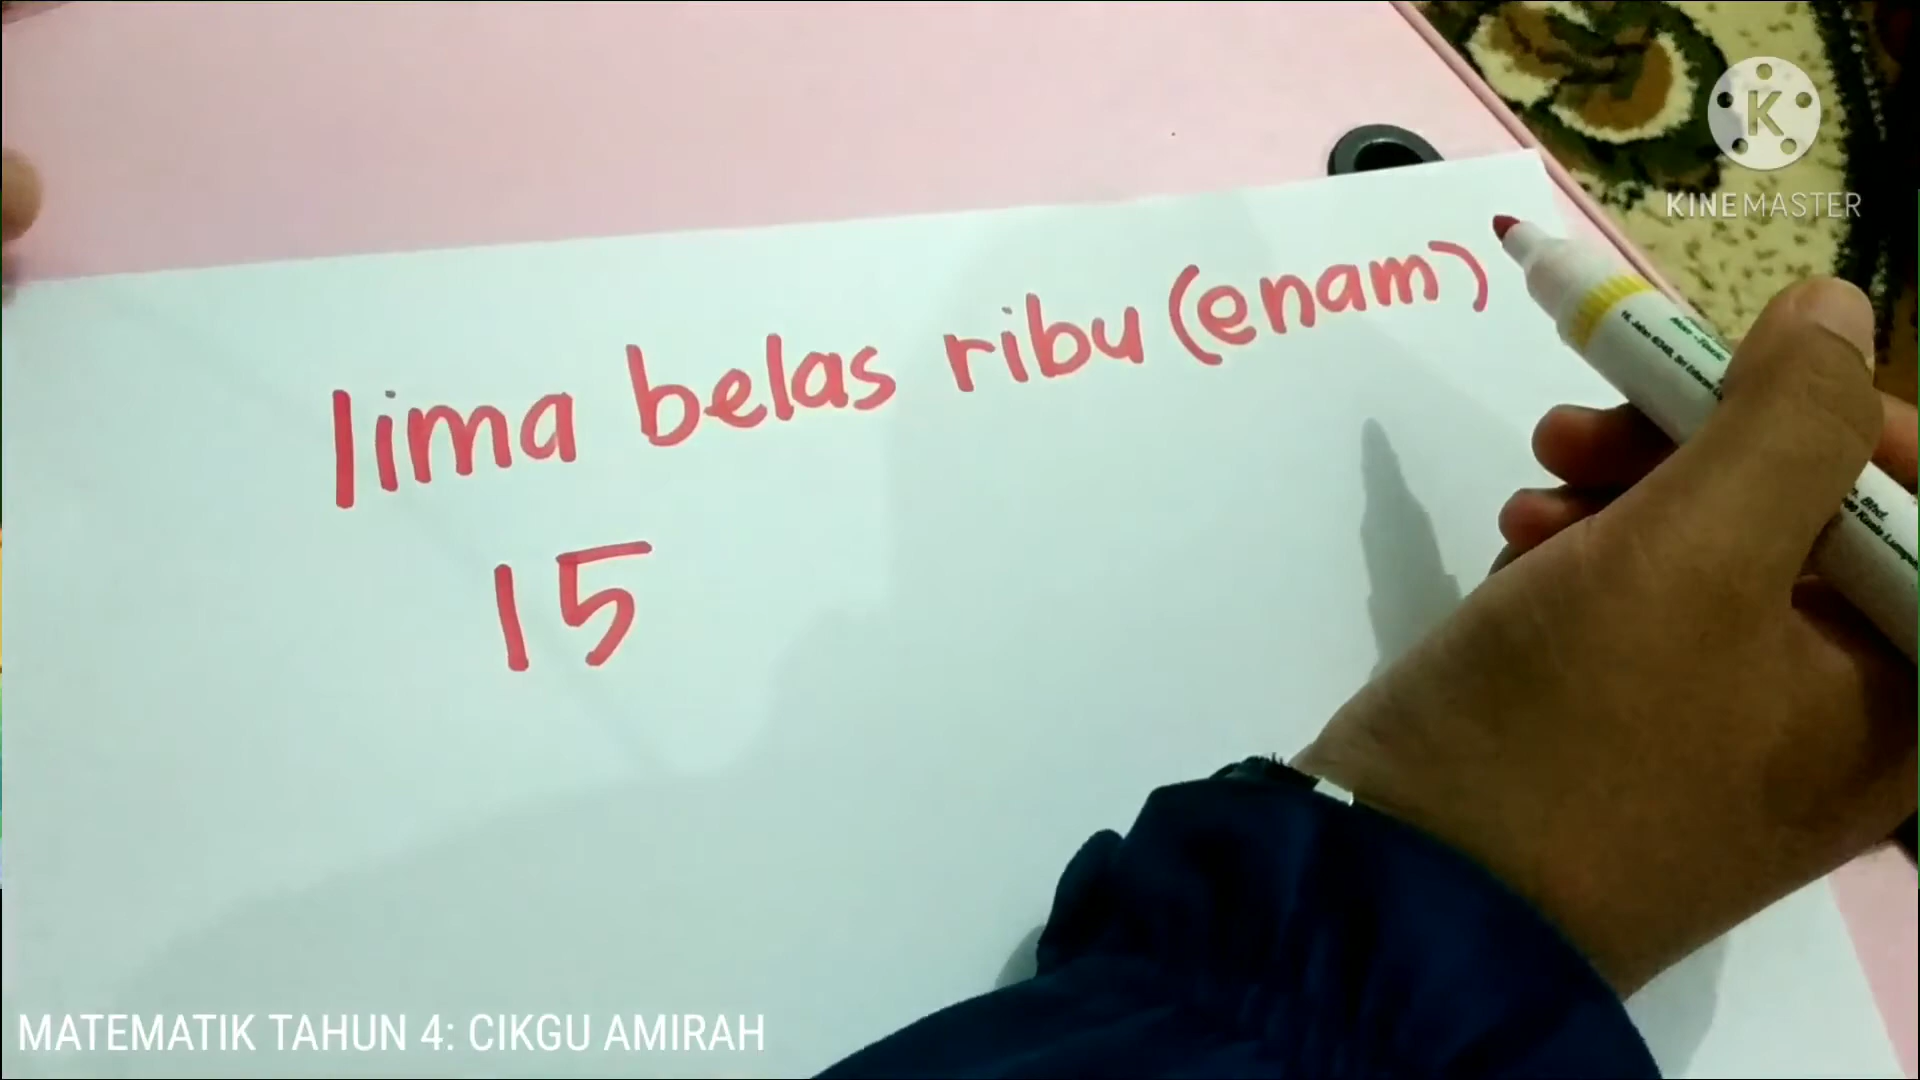 KINEMASTER
lima belas ribu (enam)
15
MATEMATIK TAHUN 4: CIKGU AMIRAH